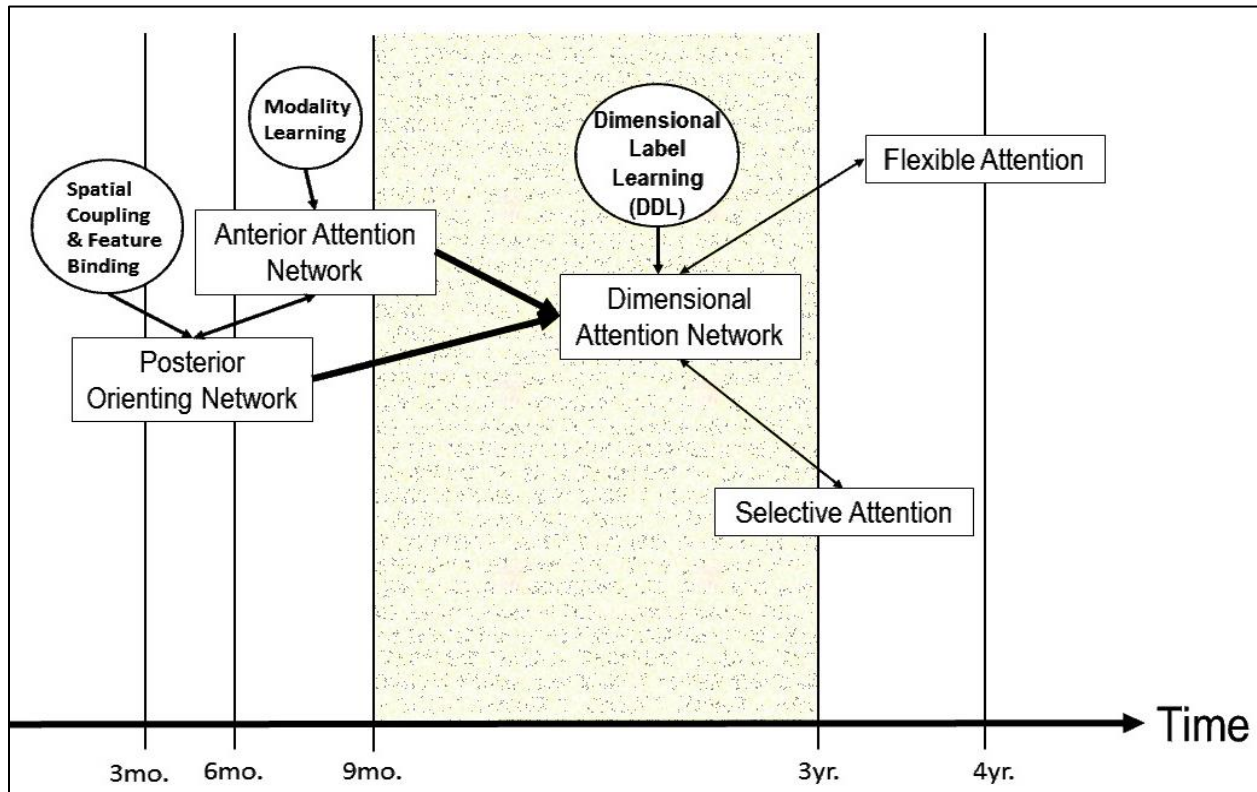 Modality
Learning
Dimensional
Label
Learning
(DDL)
Flexible Attention
Spatial
Coupling
& Feature
Binding
Anterior Attention
Network
Dimensional
Attention Network
Posterior
Orienting Network
Selective Attention
Time
3mo.
6mo.
9mo.
3yr.
4yr.